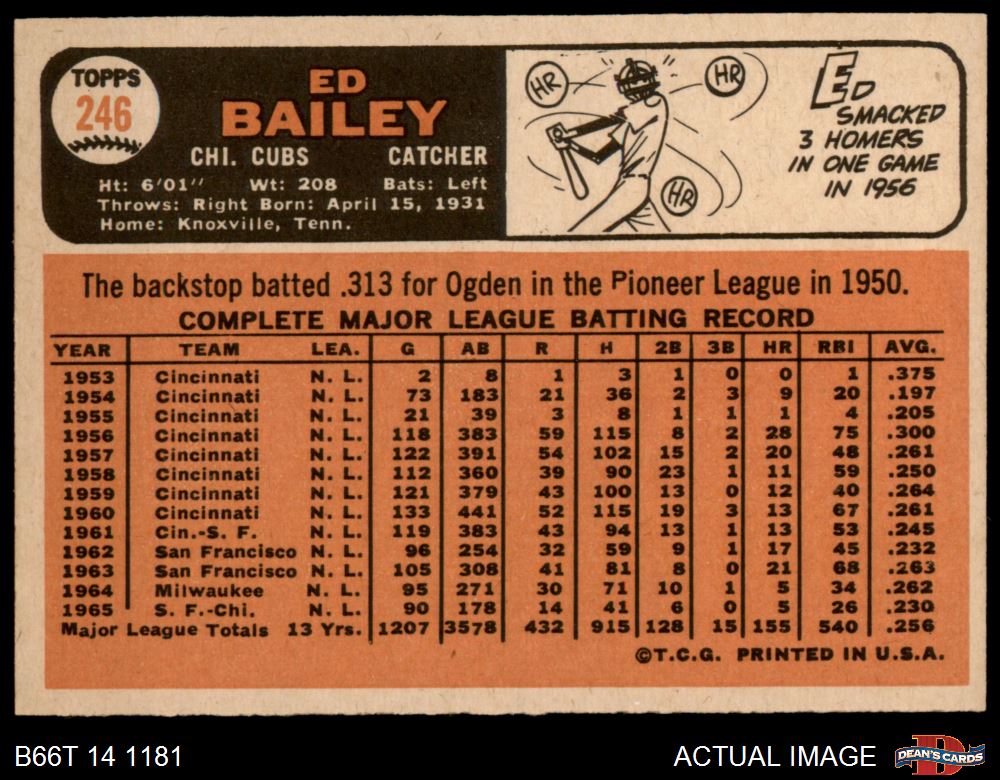 TOPPS
246
ED
BAILEY
CHI. CUBS CATCHER
Ht: 6'01" Wt: 208 Bats: Left
Throws: Right Born: April 15, 1931
Home: Knoxville, Tenn.
HR
HR
HR
ED
SMACKED
3 HOMERS
IN ONE GAME
IN 1956
The backstop batted .313 for Ogden in the Pioneer League in 1950.
COMPLETE MAJOR LEAGUE BATTING RECORD
YEAR TEAM LEA. G AB R H 2B 3B HR RBI AVG.
1953 Cincinnati N. L. 2 8 1 3 1 0 0 1 .375
1954 Cincinnati N. L. 73 183 21 36 2 3 9 20 .197
1955 Cincinnati N. L. 21 39 3 8 1 1 1 4 .205
1956 Cincinnati N. L. 118 383 59 115 8 2 28 75 .300
1957 Cincinnati N. L. 122 391 54 102 15 2 20 48 .261
1958 Cincinnati N. L. 112 360 39 90 23 1 11 59 .250
1959 Cincinnati N. L. 121 379 43 100 13 0 12 40 .264
1960 Cincinnati N. L. 133 441 52 115 19 3 13 67 .261
1961 Cin.-S. F. N. L. 119 383 43 94 13 1 13 53 .245
1962 San Francisco N. L. 96 254 32 59 9 1 17 45 .232
1963 San Francisco N. L. 105 308 41 81 8 0 21 68 .263
1964 Milwaukee N. L. 95 271 30 71 10 1 5 34 .262
1965 S. F.-Chi. N. L. 90 178 14 41 6 0 5 26 .230
Major League Totals 13 Yrs. 1207 3578 432 915 128 15 155 540 .256
©T.C.G. PRINTED IN U.S.A.
B66T 14 1181 ACTUAL IMAGE DEAN'S CARDS